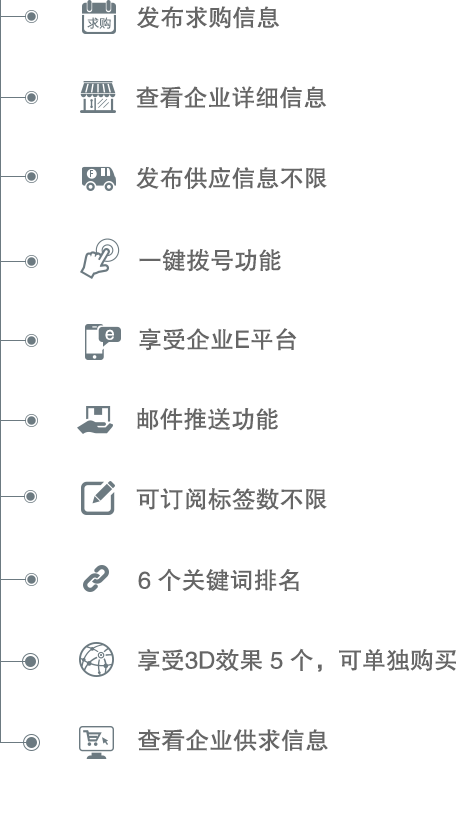 求购 发布求购信息
查看企业详细信息
F 发布供应信息不限
一键拨号功能
e 享受企业E平台
邮件推送功能
可订阅标签数不限
6 个关键词排名
享受3D效果 5 个，可单独购买
查看企业供求信息